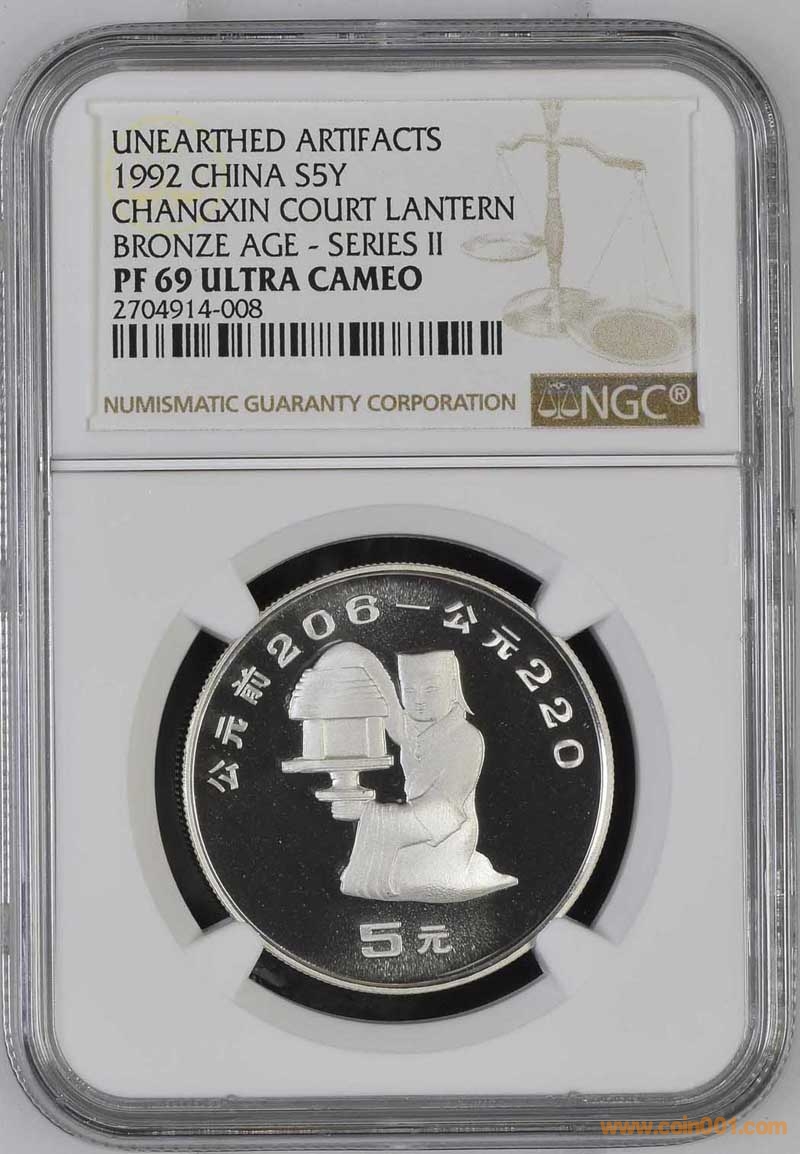 UNEARTHED ARTIFACTS
1992 CHINA S5Y
CHANGXIN COURT LANTERN
BRONZE AGE - SERIES II
PF 69 ULTRA CAMEO
2704914-008
NUMISMATIC GUARANTY CORPORATION
NGC®
公元前206一公元220
5元
www.coin001.com